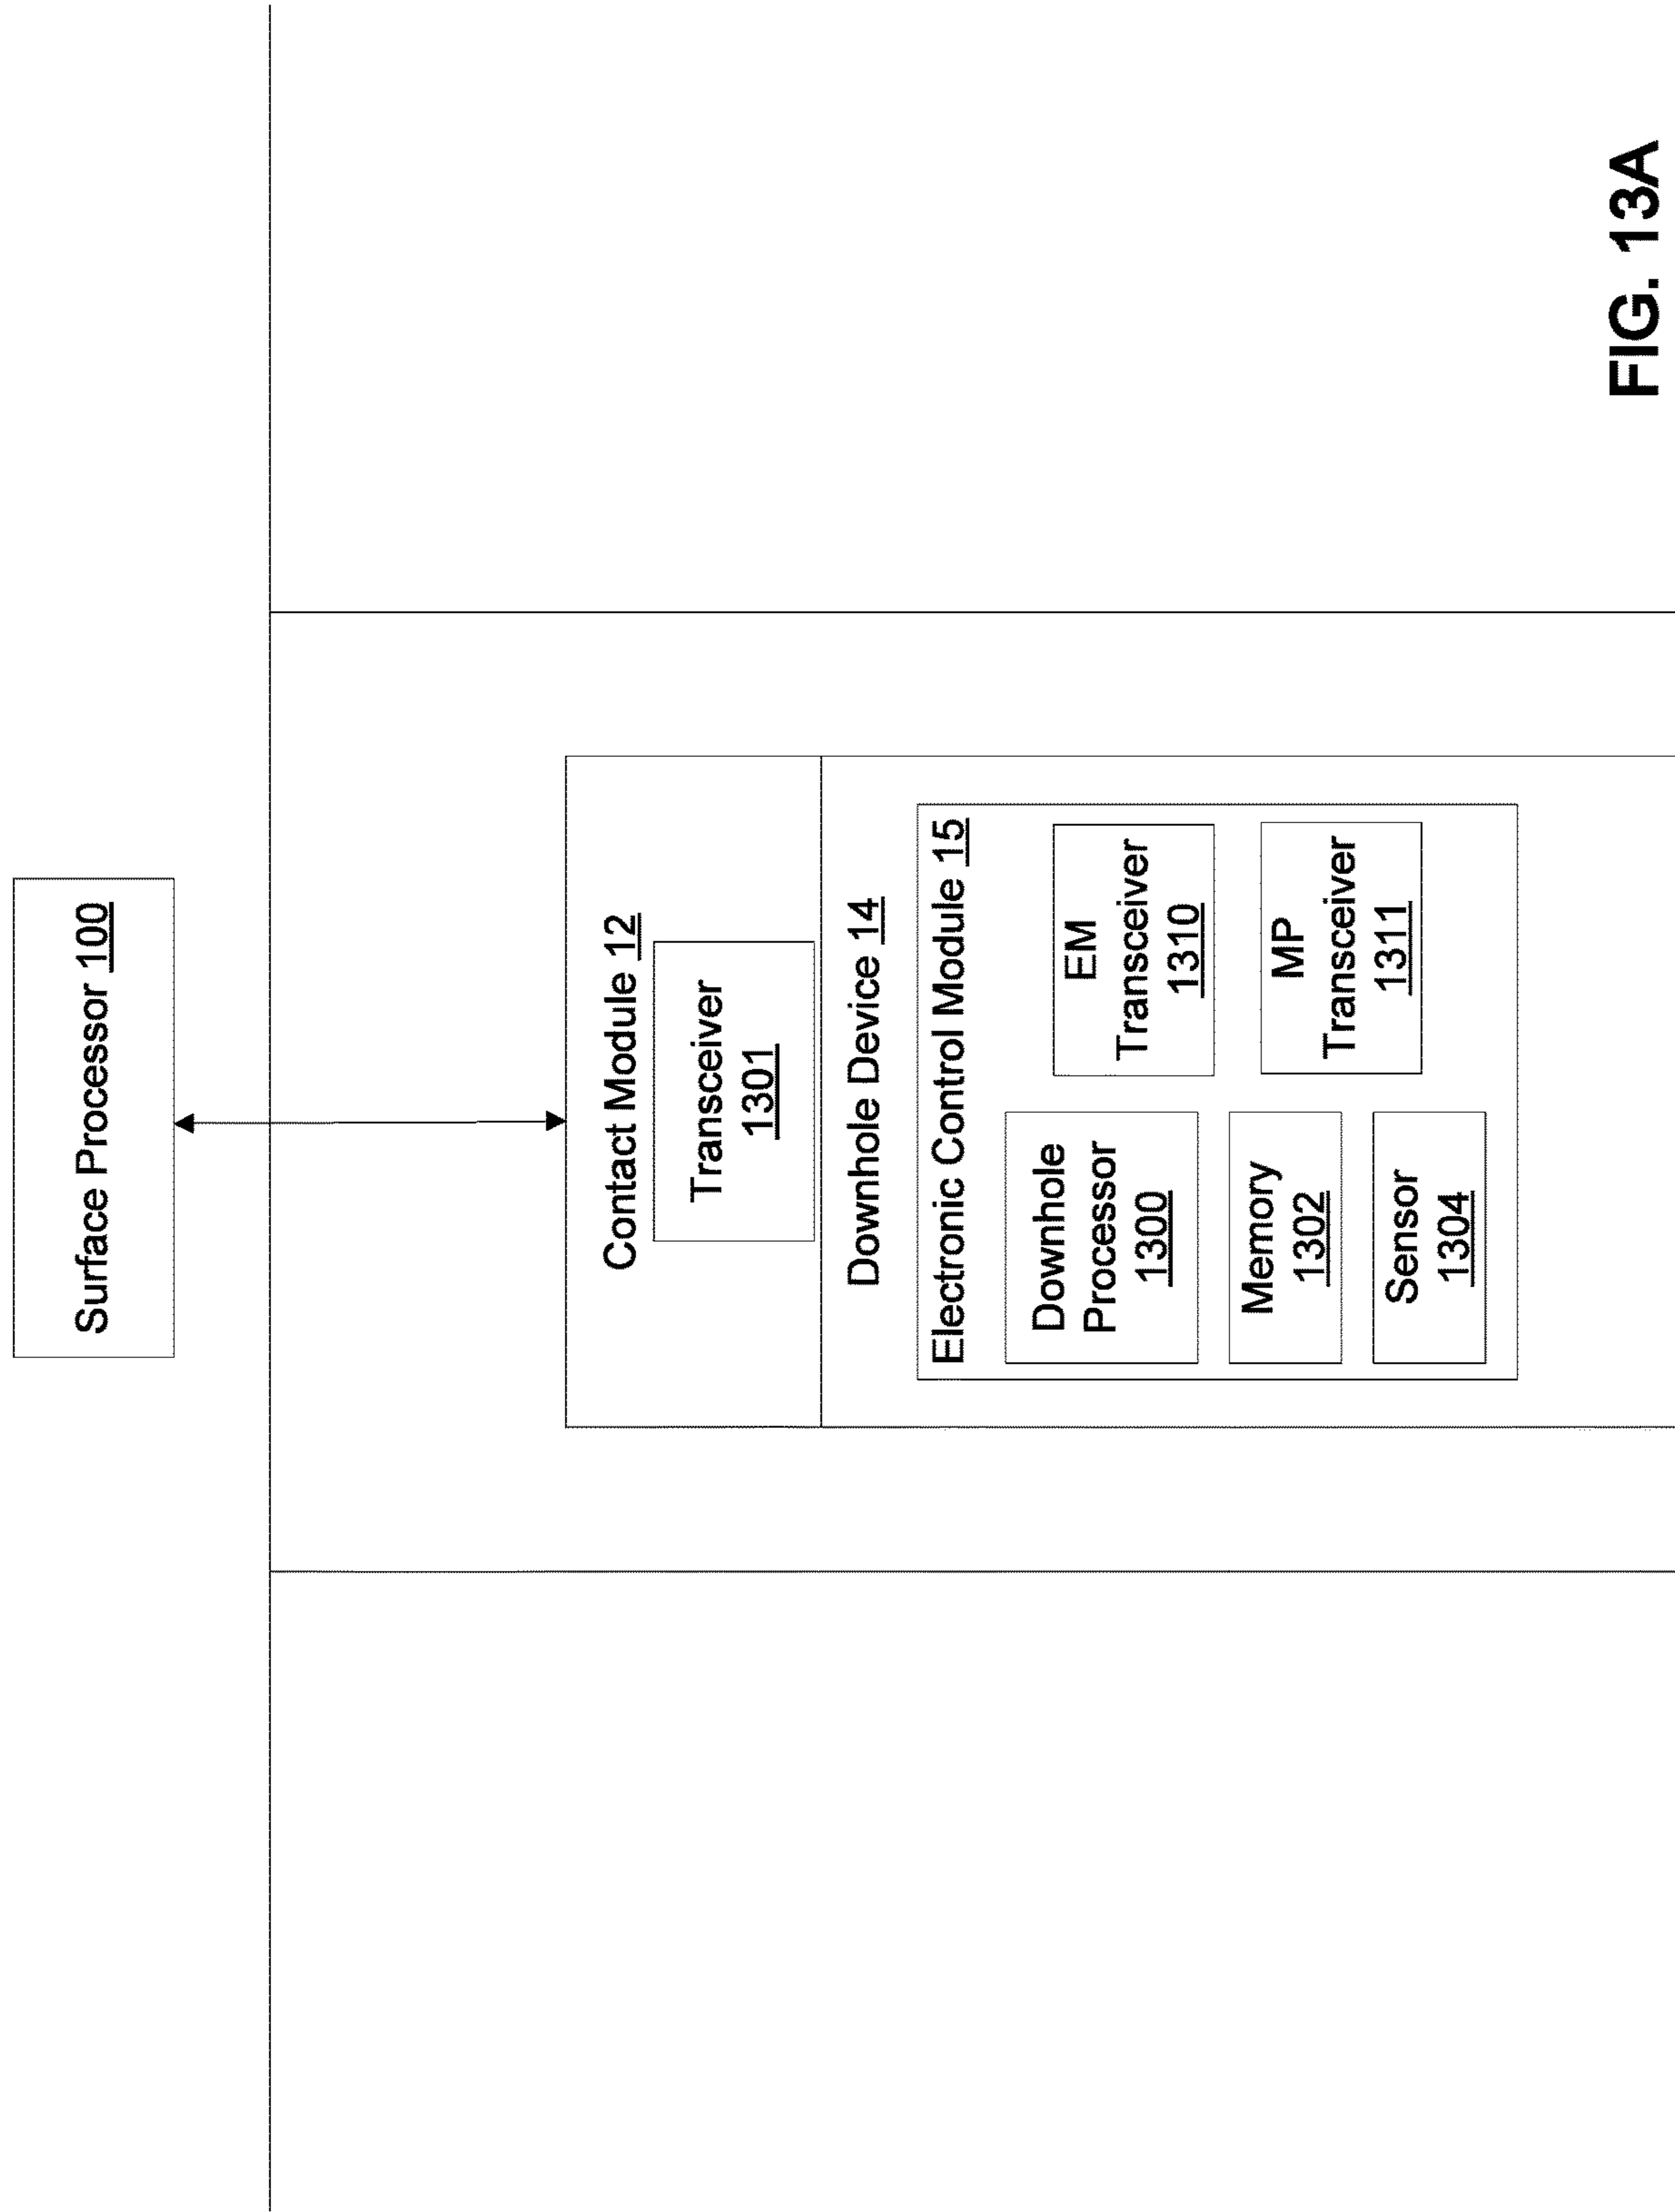 Surface Processor 100
Contact Module 12
Transceiver
1301
Downhole Device 14
Electronic Control Module 15
Downhole
Processor
1300
Memory
1302
Sensor
1304
EM
Transceiver
1310
MP
Transceiver
1311
FIG. 13A